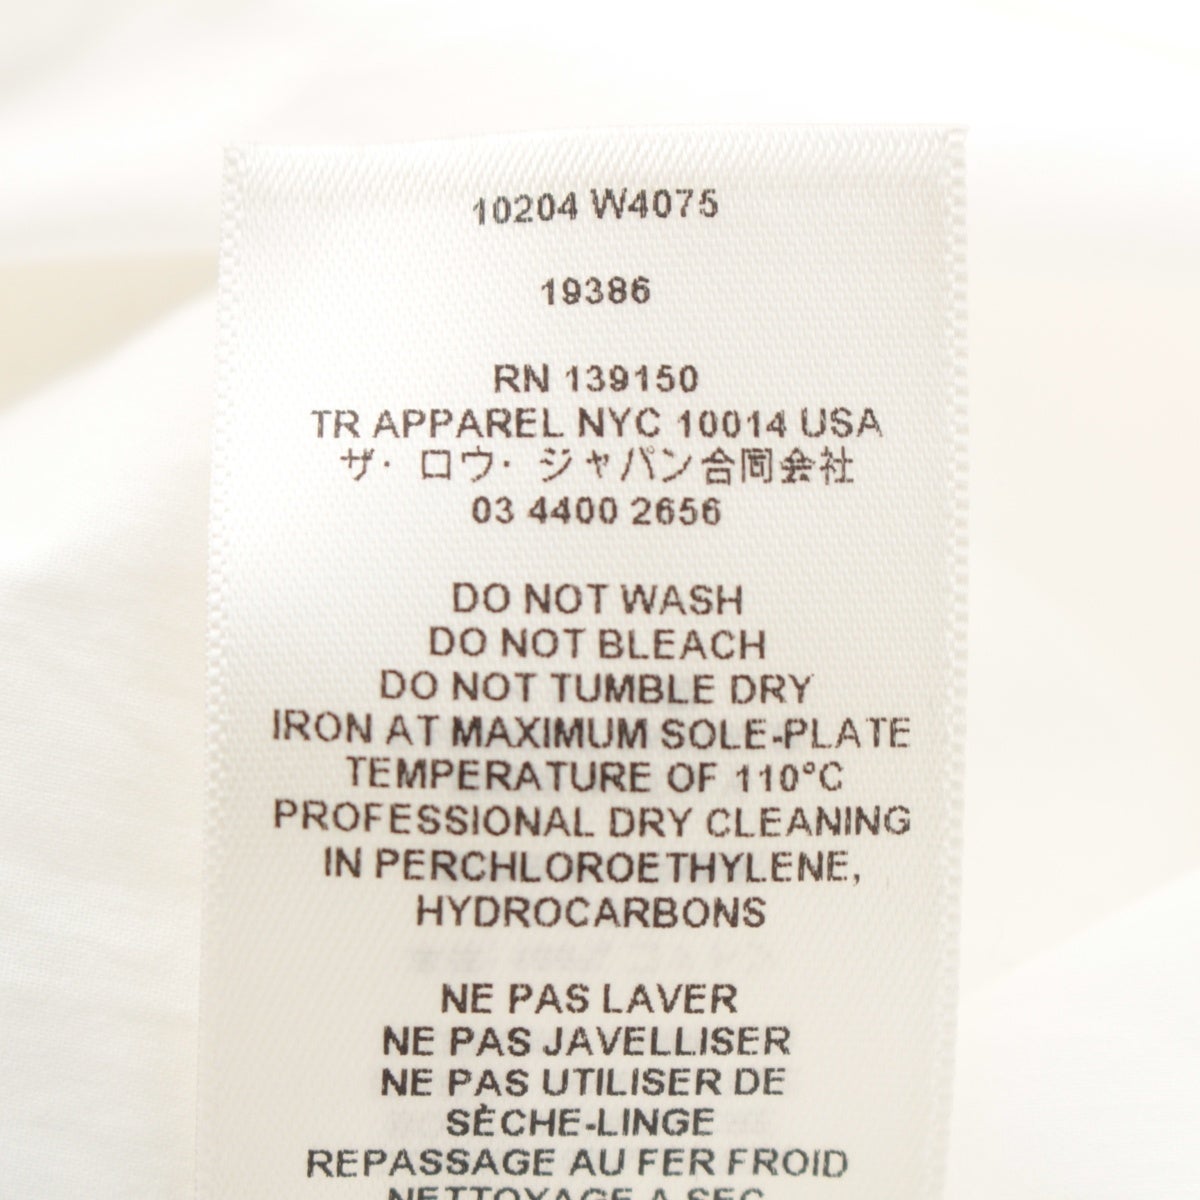 10204 W4075
19386
RN 139150
TR APPAREL NYC 10014 USA
ザ・ロウ・ジャパン合同会社
03 4400 2656
DO NOT WASH
DO NOT BLEACH
DO NOT TUMBLE DRY
IRON AT MAXIMUM SOLE-PLATE
TEMPERATURE OF 110°C
PROFESSIONAL DRY CLEANING
IN PERCHLOROETHYLENE,
HYDROCARBONS
NE PAS LAVER
NE PAS JAVELLISER
NE PAS UTILISER DE
SÈCHE-LINGE
REPASSAGE AU FER FROID
NETTOYAGE A SEC